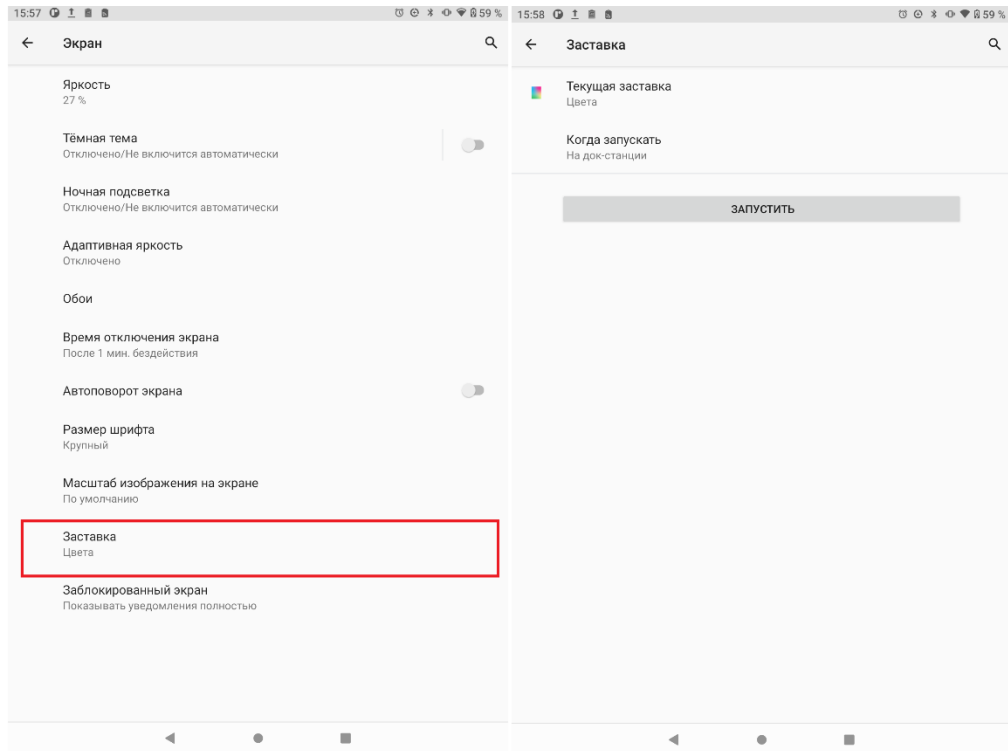 15:57
59 %
Экран
Яркость
27 %
Тёмная тема
Отключено/Не включится автоматически
Ночная подсветка
Отключено/Не включится автоматически
Адаптивная яркость
Отключено
Обои
Время отключения экрана
После 1 мин. бездействия
Автоповорот экрана
Размер шрифта
Крупный
Масштаб изображения на экране
По умолчанию
Заставка
Цвета
Заблокированный экран
Показывать уведомления полностью
15:58
59 %
Заставка
Текущая заставка
Цвета
Когда запускать
На док-станции
ЗАПУСТИТЬ